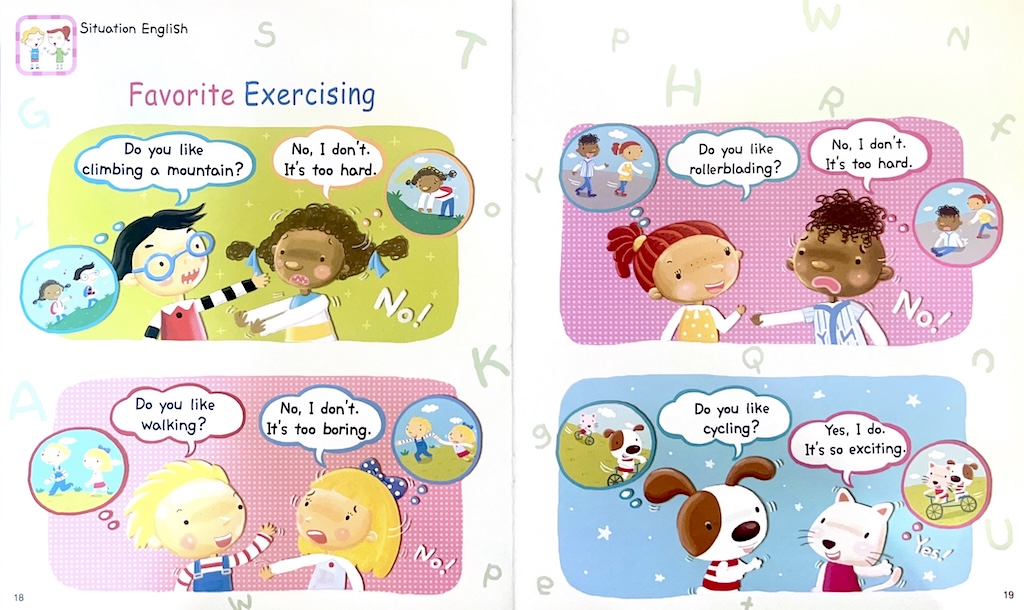 Situation English
Favorite Exercising
Do you like
climbing a mountain?
No, I don't.
It's too hard.
No!
Do you like
walking?
No, I don't.
It's too boring.
No!
18
Do you like
rollerblading?
No, I don't.
It's too hard.
No!
Do you like
cycling?
Yes, I do.
It's so exciting.
Yes!
19
S
T
G
Y
o
K
A
p
w
P
W
N
H
R
f
Y
Q
n
g
U
e
t